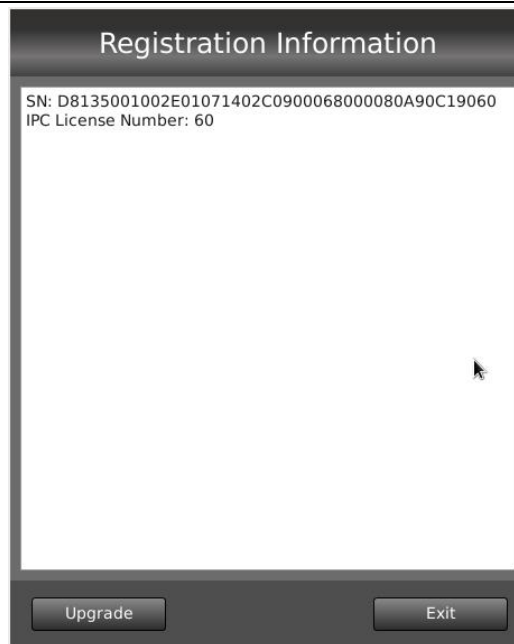 Registration Information
SN: D8135001002E01071402C0900068000080A90C19060
IPC License Number: 60
Upgrade
Exit